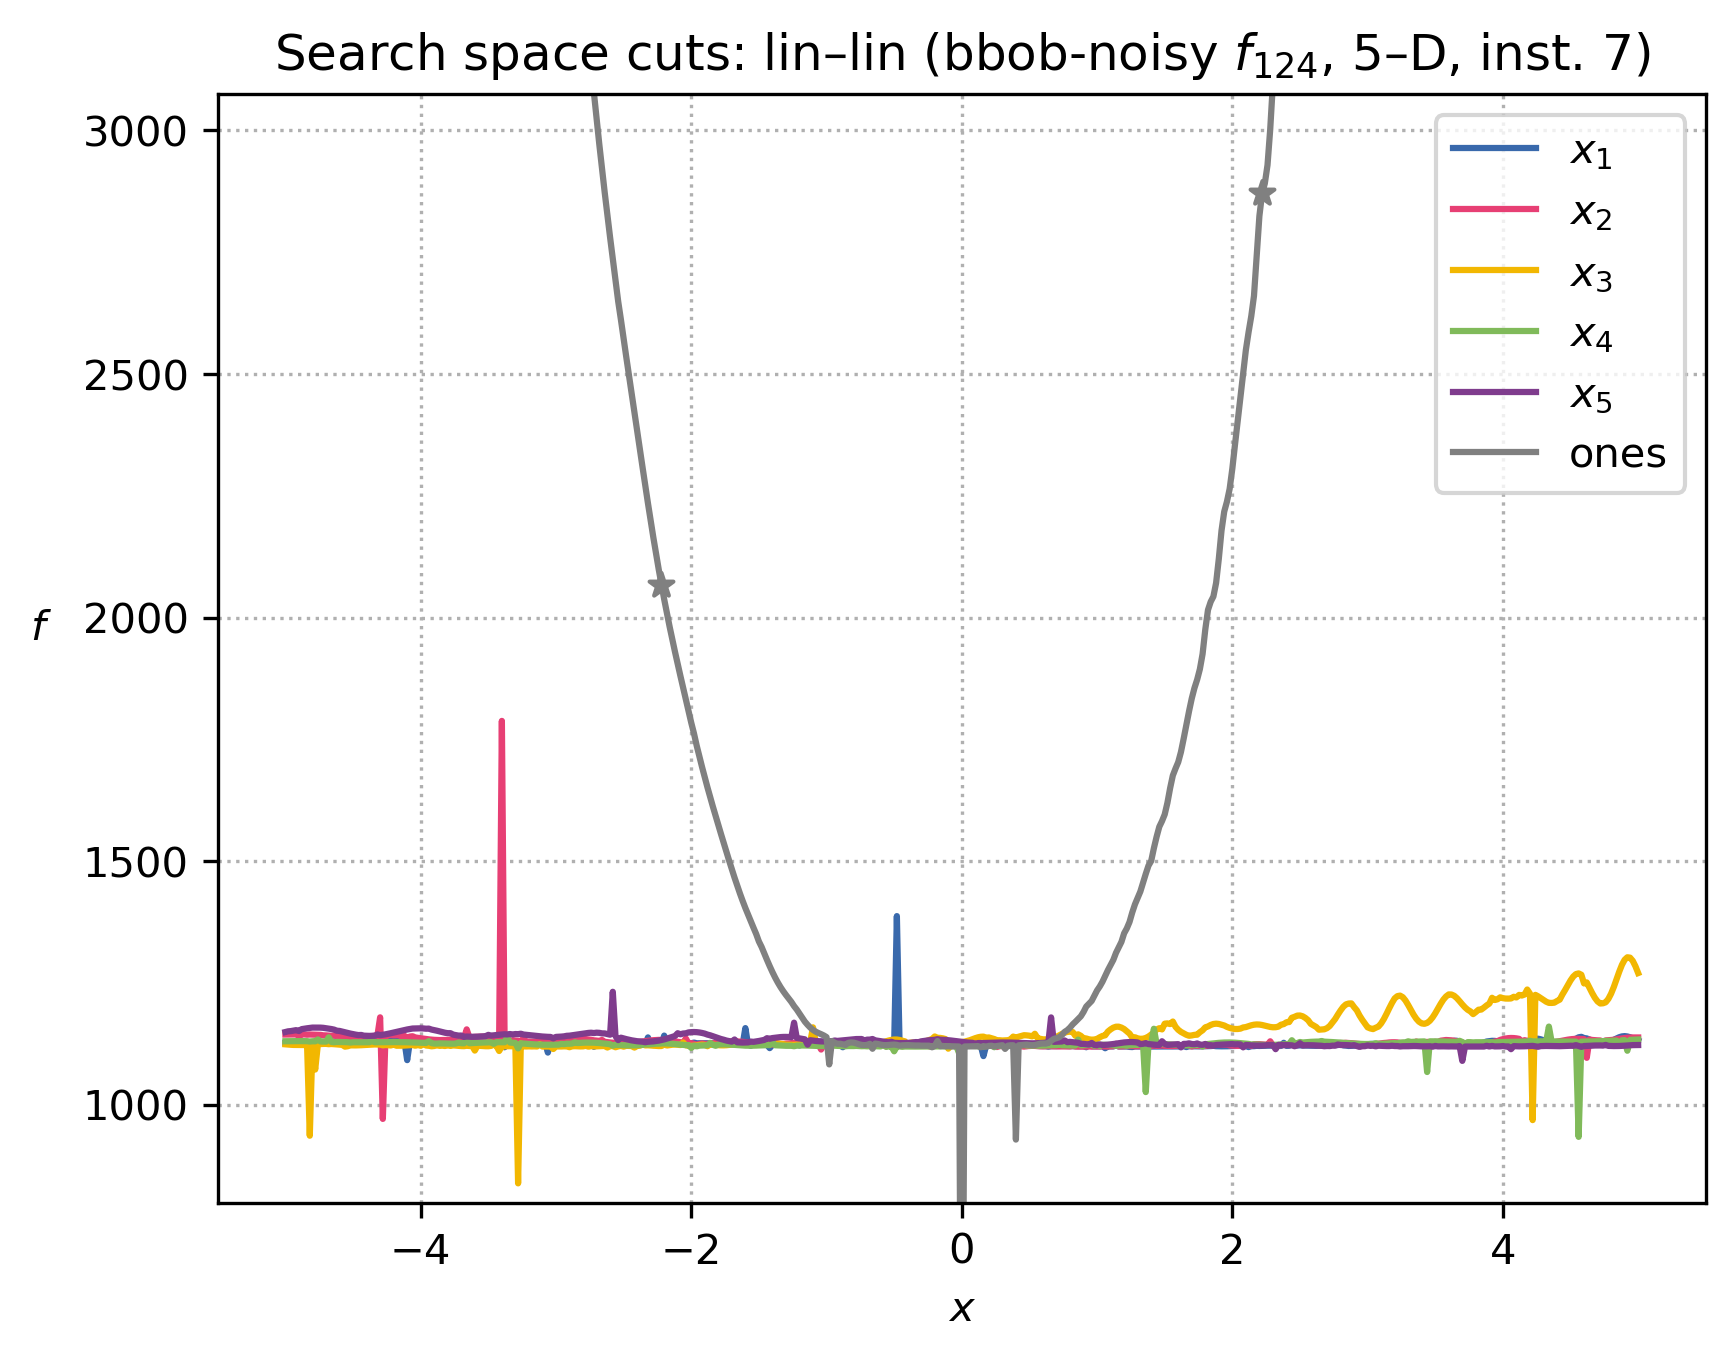 Search space cuts: lin–lin (bbob-noisy f₁₂₄, 5–D, inst. 7)
3000
2500
2000
1500
1000
f
−4
−2
0
2
4
x
x₁
x₂
x₃
x₄
x₅
ones